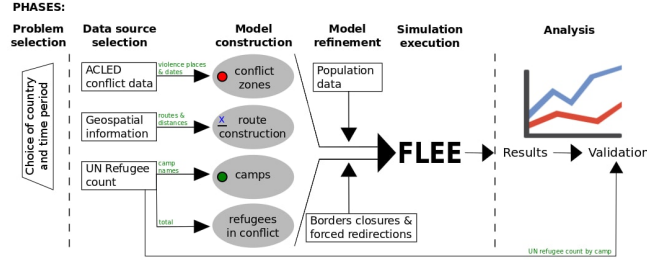 PHASES:
Problem
selection
Data source
selection
Model
construction
Model
refinement
Simulation
execution
Analysis
Choice of country
and time period
ACLED
conflict data
violence places
& dates
conflict
zones
Population
data
Geospatial
information
routes &
distances
X
route
construction
UN Refugee
count
camp
names
camps
FLEE
Results
Validation
total
refugees
in conflict
Borders closures &
forced redirections
UN refugee count by camp